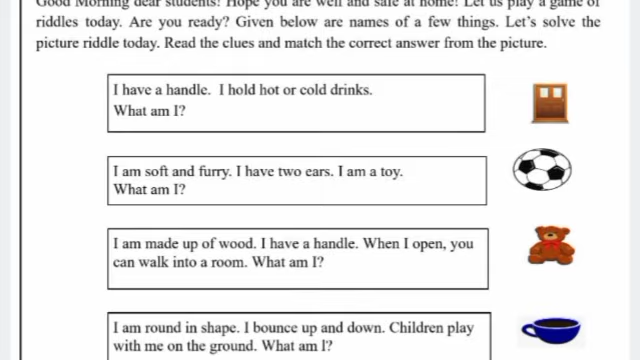 Good Morning dear students! Hope you are well and safe at home! Let us play a game of
riddles today. Are you ready? Given below are names of a few things. Let's solve the
picture riddle today. Read the clues and match the correct answer from the picture.
I have a handle. I hold hot or cold drinks.
What am I?
I am soft and furry. I have two ears. I am a toy.
What am I?
I am made up of wood. I have a handle. When I open, you
can walk into a room. What am I?
I am round in shape. I bounce up and down. Children play
with me on the ground. What am I?